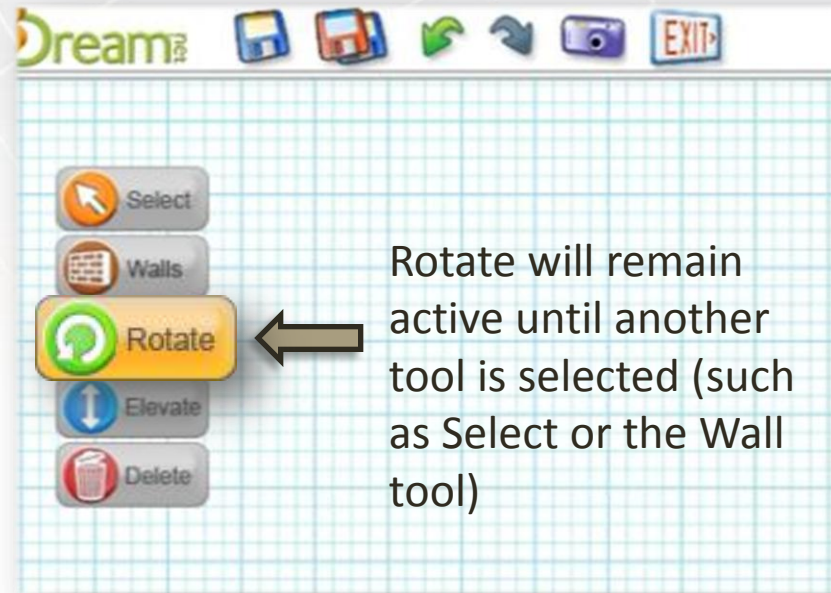 Dream net
EXIT
Select
Walls
Rotate
Elevate
Delete
Rotate will remain
active until another
tool is selected (such
as Select or the Wall
tool)